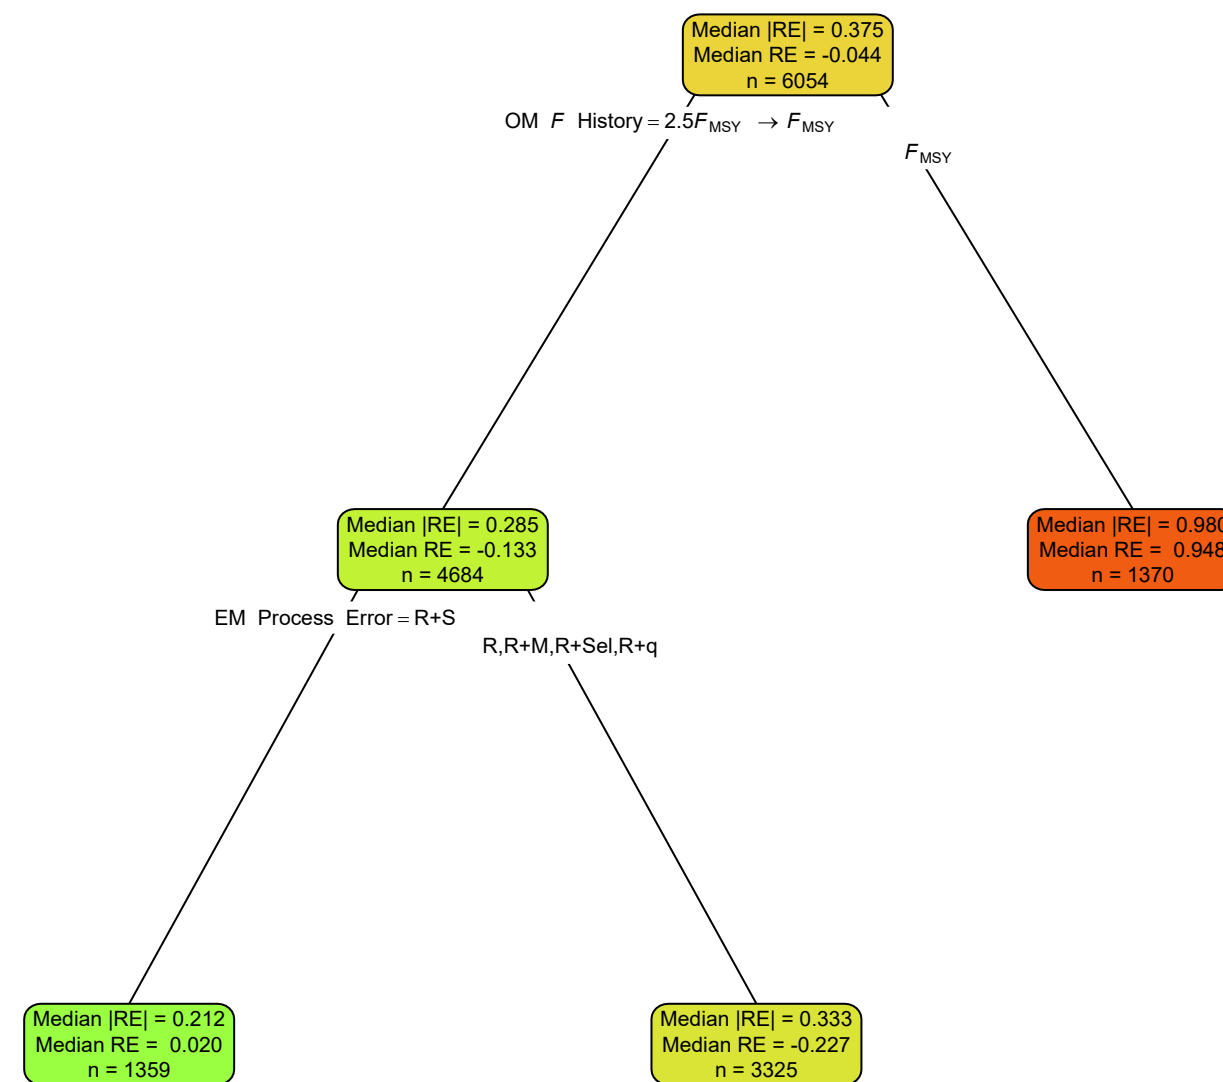 Median |RE| = 0.375
Median RE = -0.044
n = 6054
OM F History = 2.5F_MSY → F_MSY
F_MSY
Median |RE| = 0.285
Median RE = -0.133
n = 4684
Median |RE| = 0.980
Median RE = 0.948
n = 1370
EM Process Error = R+S
R,R+M,R+Sel,R+q
Median |RE| = 0.212
Median RE = 0.020
n = 1359
Median |RE| = 0.333
Median RE = -0.227
n = 3325